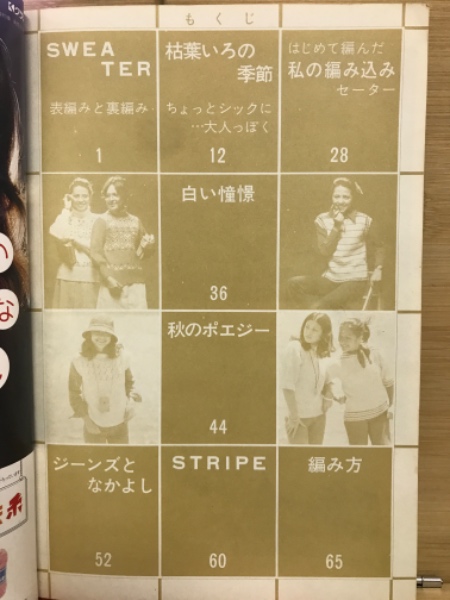 もくじ
SWEA
TER
表編みと裏編み
1
枯葉いろの
季節
ちょっとシックに
…大人っぽく
12
はじめて編んだ
私の編み込み
セーター
28
白い憧憬
36
秋のポエジー
44
ジーンズと
なかよし
52
STRIPE
60
編み方
65
い
な